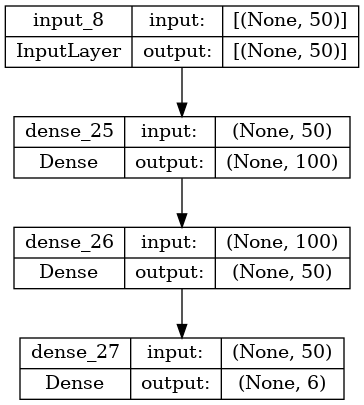 input_8 input: [(None, 50)]
InputLayer output: [(None, 50)]
dense_25 input: (None, 50)
Dense output: (None, 100)
dense_26 input: (None, 100)
Dense output: (None, 50)
dense_27 input: (None, 50)
Dense output: (None, 6)